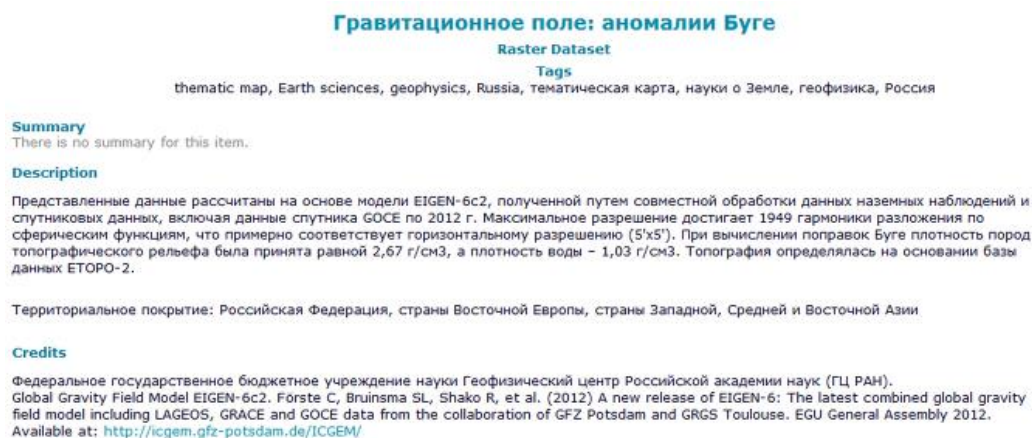 Гравитационное поле: аномалии Буге
Raster Dataset
Tags
thematic map, Earth sciences, geophysics, Russia, тематическая карта, науки о Земле, геофизика, Россия
Summary
There is no summary for this item.
Description
Представленные данные рассчитаны на основе модели EIGEN-6c2, полученной путем совместной обработки данных наземных наблюдений и
спутниковых данных, включая данные спутника GOCE по 2012 г. Максимальное разрешение достигает 1949 гармоники разложения по
сферическим функциям, что примерно соответствует горизонтальному разрешению (5'x5'). При вычислении поправок Буге плотность пород
топографического рельефа была принята равной 2,67 г/см3, а плотность воды – 1,03 г/см3. Топография определялась на основании базы
данных ETOPO-2.
Территориальное покрытие: Российская Федерация, страны Восточной Европы, страны Западной, Средней и Восточной Азии
Credits
Федеральное государственное бюджетное учреждение науки Геофизический центр Российской академии наук (ГЦ РАН).
Global Gravity Field Model EIGEN-6c2. Förste C, Bruinsma SL, Shako R, et al. (2012) A new release of EIGEN-6: The latest combined global gravity
field model including LAGEOS, GRACE and GOCE data from the collaboration of GFZ Potsdam and GRGS Toulouse. EGU General Assembly 2012.
Available at: http://icgem.gfz-potsdam.de/ICGEM/